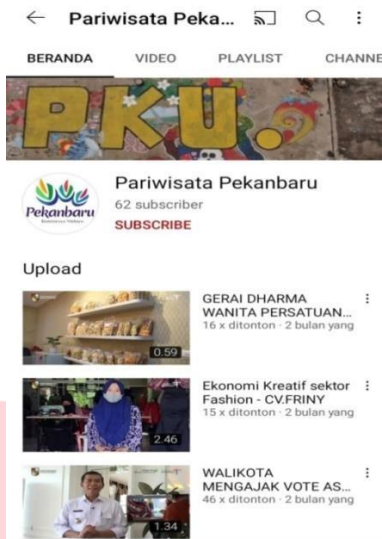 Pariwisata Peka...
BERANDA VIDEO PLAYLIST CHANNE
PKU.
Pekanbaru
Pariwisata Pekanbaru
62 subscriber
SUBSCRIBE
Upload
GERAI DHARMA
WANITA PERSATUAN...
16 x ditonton · 2 bulan yang
0.59
Ekonomi Kreatif sektor
Fashion - CV.FRINY
15 x ditonton · 2 bulan yang
2.46
WALIKOTA
MENGAJAK VOTE AS...
46 x ditonton · 2 bulan yang
1.34